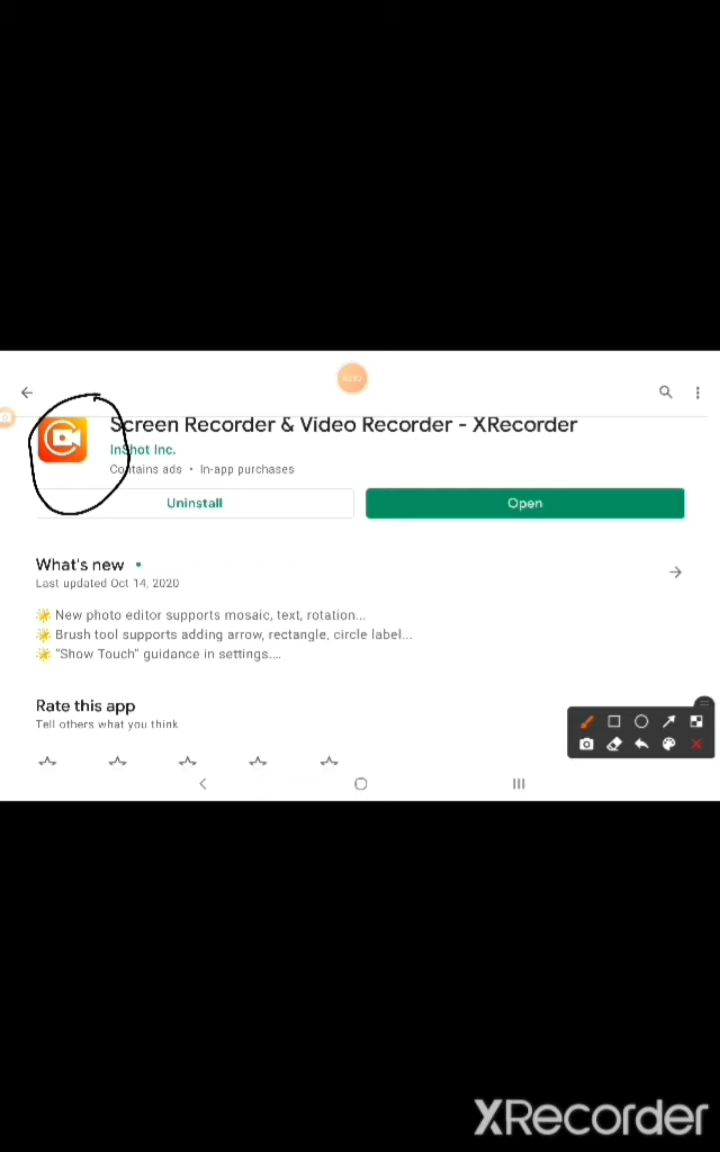 Screen Recorder & Video Recorder - XRecorder
InShot Inc.
Contains ads • In-app purchases
Uninstall
Open
What's new •
Last updated Oct 14, 2020
🌟 New photo editor supports mosaic, text, rotation...
🌟 Brush tool supports adding arrow, rectangle, circle label...
🌟 "Show Touch" guidance in settings....
Rate this app
Tell others what you think
XRecorder